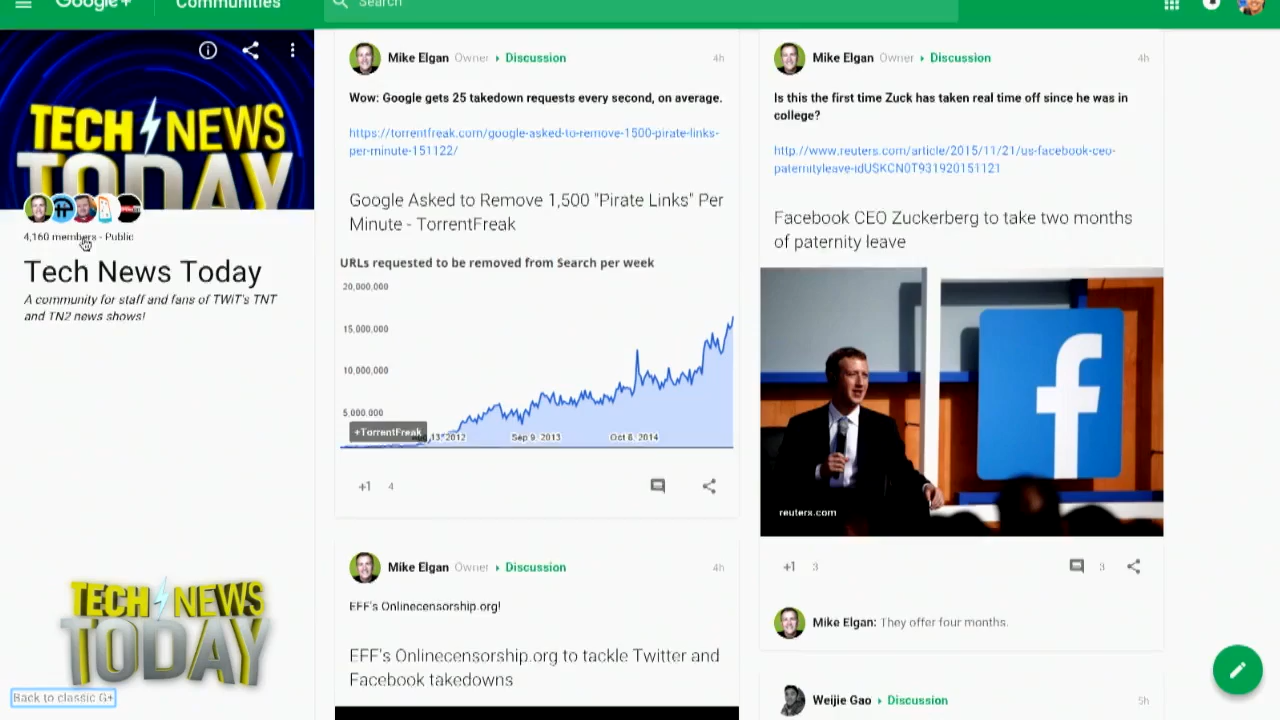 Google+
Communities
Search
TECH NEWS
TODAY
4,160 members - Public
Tech News Today
A community for staff and fans of TWiT's TNT
and TN2 news shows!
TECH NEWS
TODAY
Back to classic G+
Mike Elgan Owner Discussion 4h
Wow: Google gets 25 takedown requests every second, on average.
https://torrentfreak.com/google-asked-to-remove-1500-pirate-links-
per-minute-151122/
Google Asked to Remove 1,500 "Pirate Links" Per
Minute - TorrentFreak
URLs requested to be removed from Search per week
20,000,000
15,000,000
10,000,000
5,000,000
+TorrentFreak
13, 2012 Sep 9, 2013 Oct 6, 2014
+1 4
Mike Elgan Owner Discussion 4h
EFF's Onlinecensorship.org!
EFF's Onlinecensorship.org to tackle Twitter and
Facebook takedowns
Mike Elgan Owner Discussion 4h
Is this the first time Zuck has taken real time off since he was in
college?
http://www.reuters.com/article/2015/11/21/us-facebook-ceo-
paternityleave-idUSKCN0T931920151121
Facebook CEO Zuckerberg to take two months
of paternity leave
f
reuters.com
+1 3 3
Mike Elgan: They offer four months.
Weijie Gao Discussion 5h